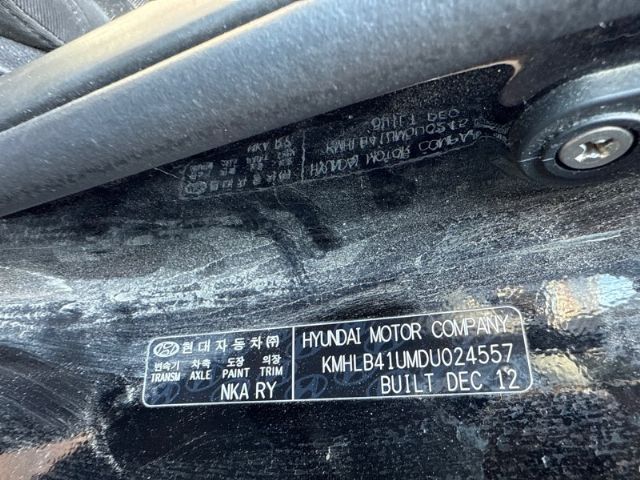 현대자동차㈜
변속기 차축 도장 의장
TRANSM AXLE PAINT TRIM
NKA RY
HYUNDAI MOTOR COMPANY
KMHLB41UMDU024557
BUILT DEC 12